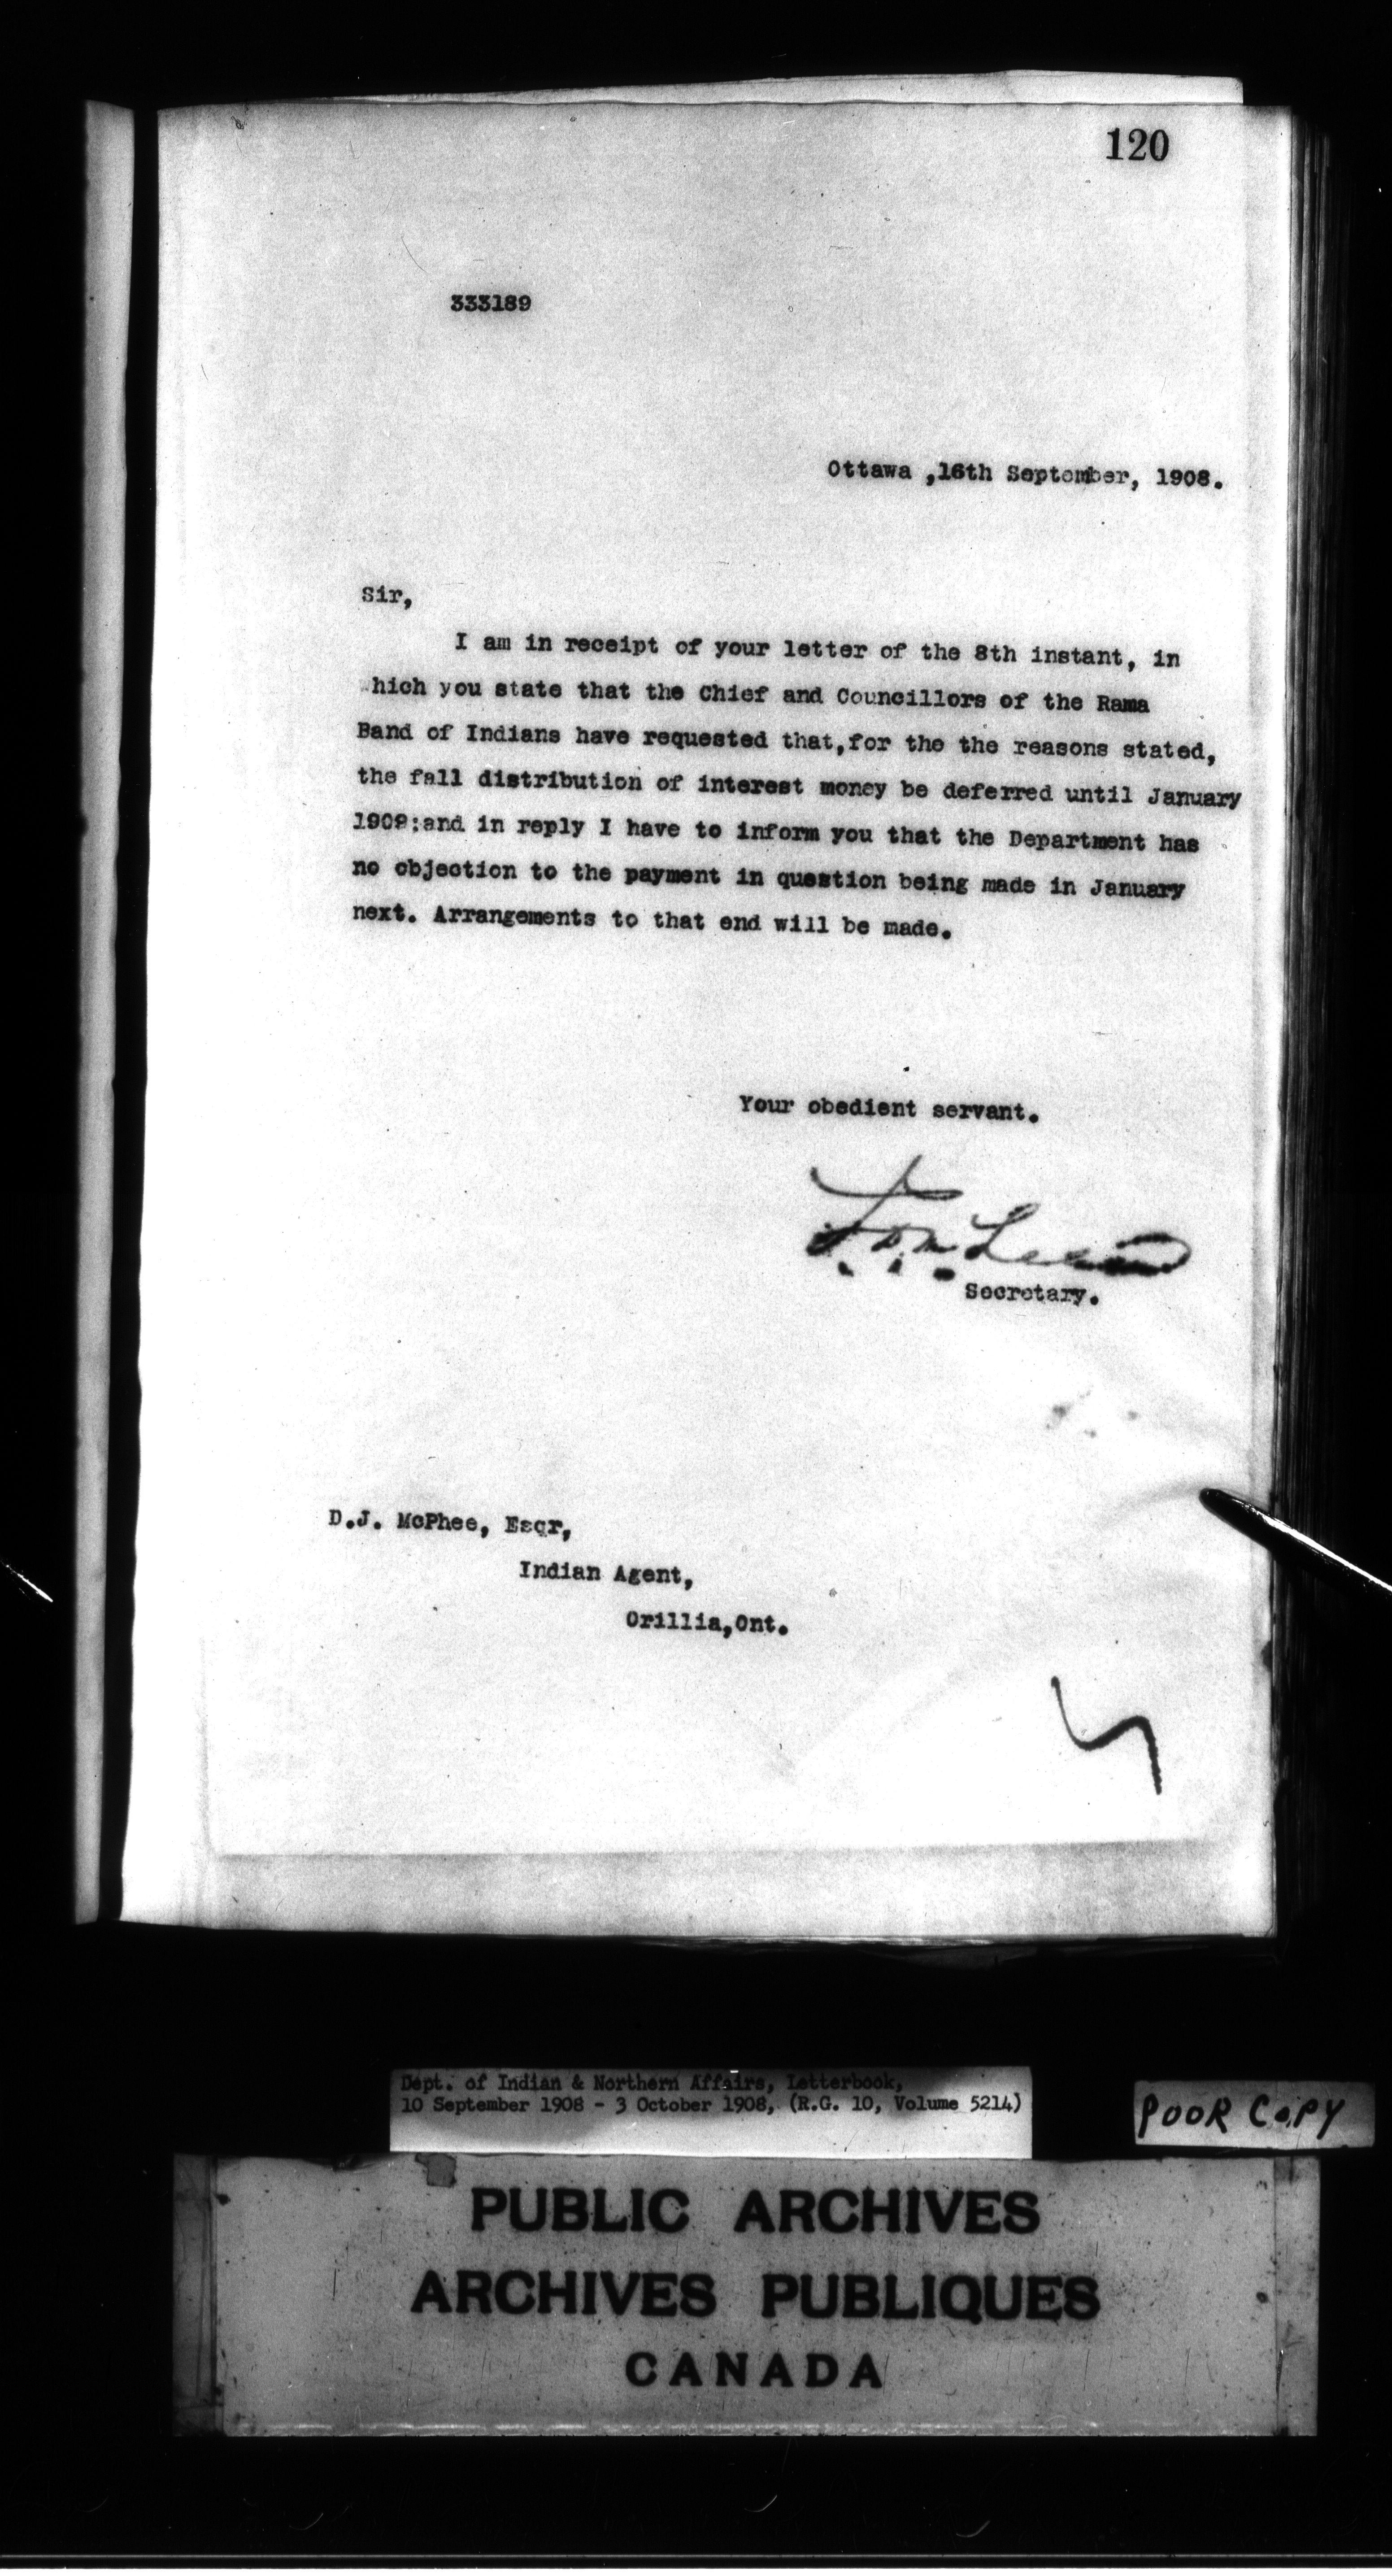 120
333189
Ottawa ,16th September, 1908.
Sir,
I am in receipt of your letter of the 8th instant, in
hich you state that the Chief and Councillors of the Rama
Band of Indians have requested that,for the the reasons stated,
the fall distribution of interest money be deferred until January
1909:and in reply I have to inform you that the Department has
no objection to the payment in question being made in January
next. Arrangements to that end will be made.
Your obedient servant.
Secretary.
D.J. McPhee, Esqr,
Indian Agent,
Orillia,Ont.
Dept. of Indian & Northern Affairs, Letterbook,
10 September 1908 - 3 October 1908, (R.G. 10, Volume 5214)
POOR COPY
PUBLIC ARCHIVES
ARCHIVES PUBLIQUES
CANADA